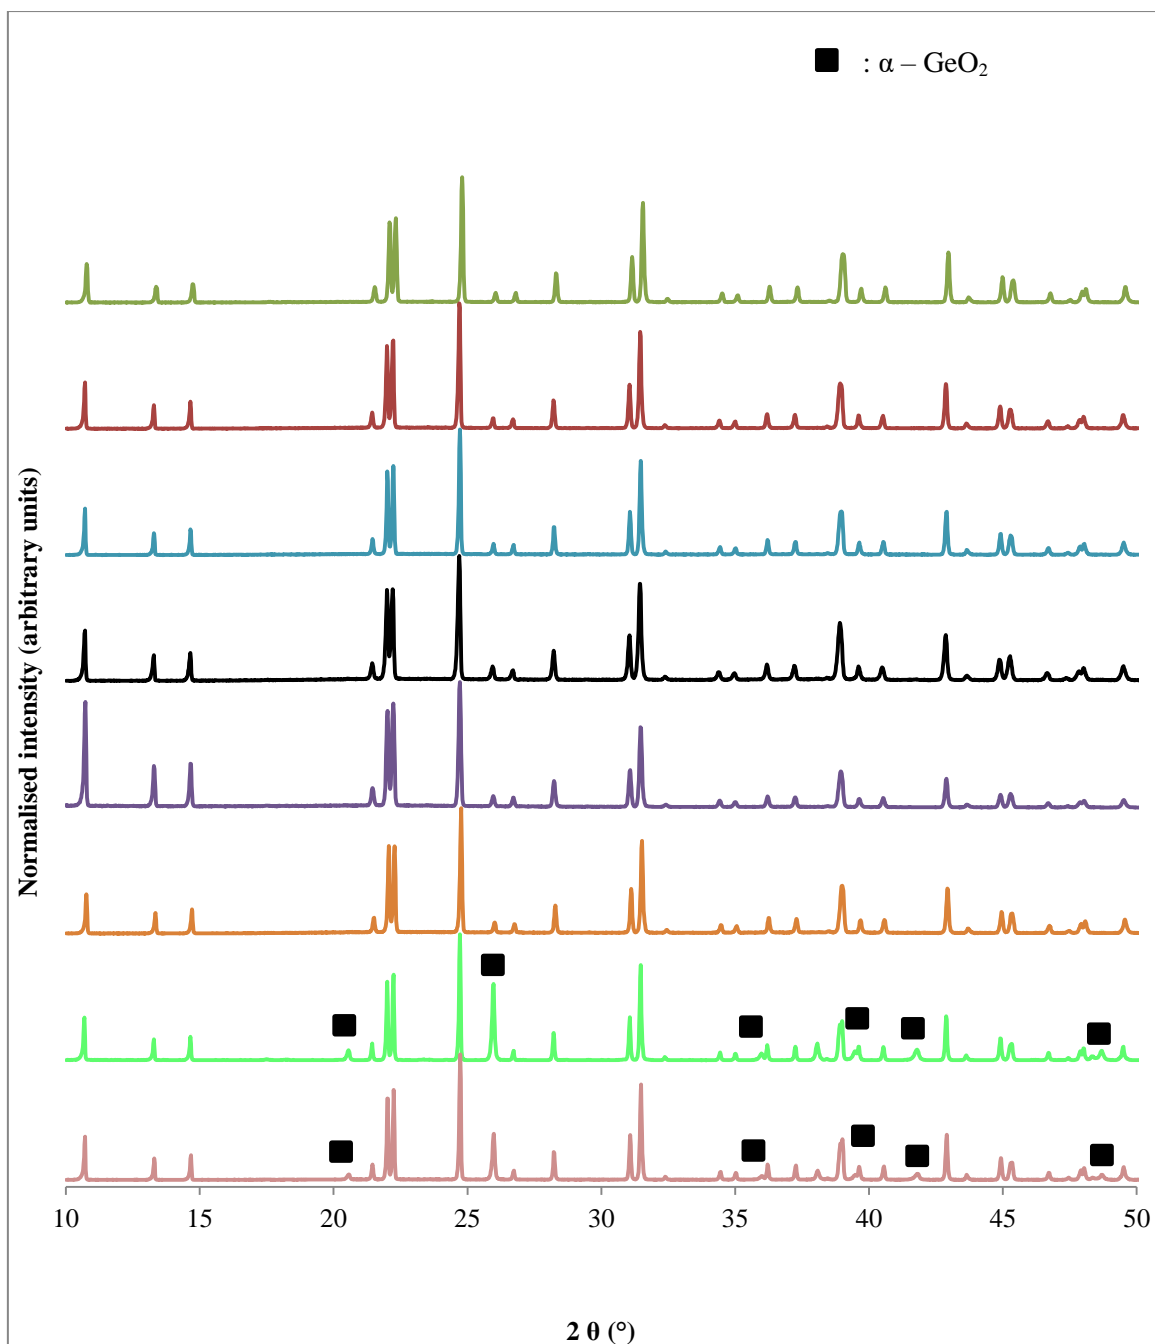 : α – GeO₂
Normalised intensity (arbitrary units)
10 15 20 25 30 35 40 45 50
2 θ (°)